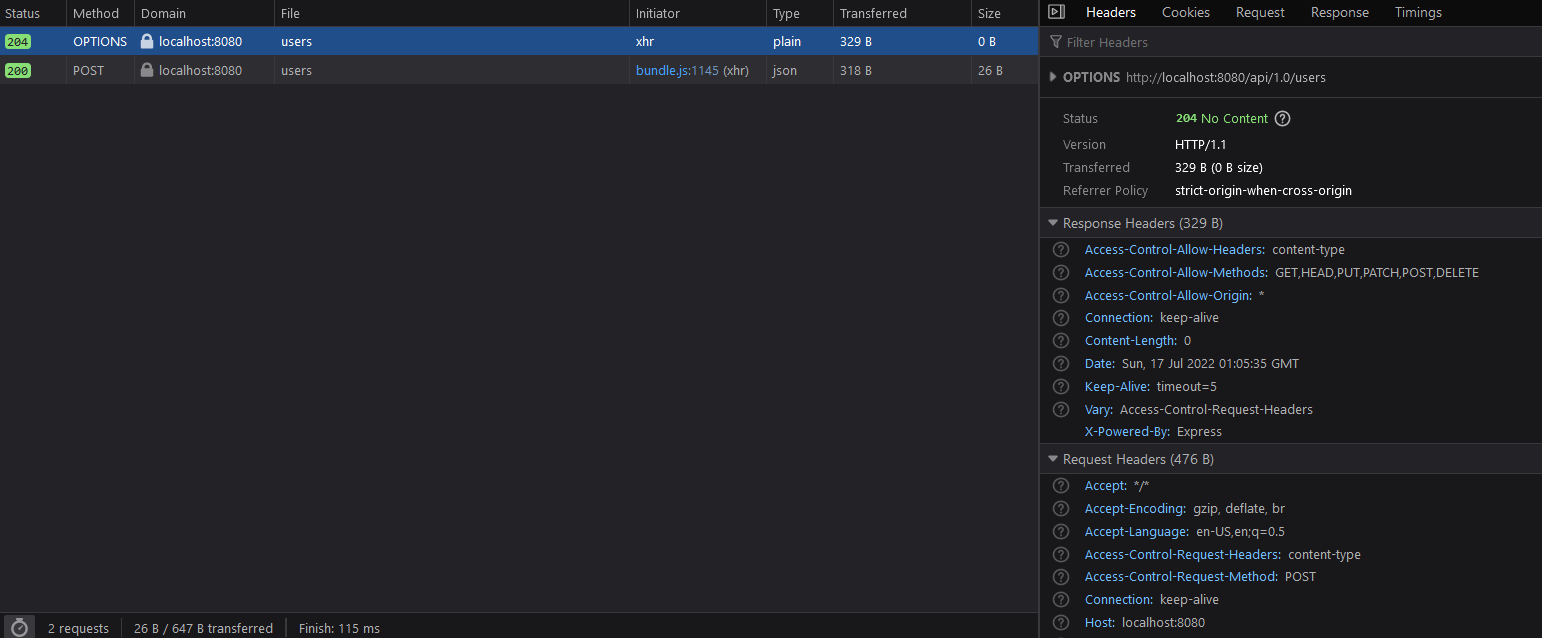 Status Method Domain File Initiator Type Transferred Size
204 OPTIONS localhost:8080 users xhr plain 329 B 0 B
200 POST localhost:8080 users bundle.js:1145 (xhr) json 318 B 26 B
2 requests 26 B / 647 B transferred Finish: 115 ms
Headers Cookies Request Response Timings
Filter Headers
OPTIONS http://localhost:8080/api/1.0/users
Status 204 No Content ?
Version HTTP/1.1
Transferred 329 B (0 B size)
Referrer Policy strict-origin-when-cross-origin
Response Headers (329 B)
? Access-Control-Allow-Headers: content-type
? Access-Control-Allow-Methods: GET,HEAD,PUT,PATCH,POST,DELETE
? Access-Control-Allow-Origin: *
? Connection: keep-alive
? Content-Length: 0
? Date: Sun, 17 Jul 2022 01:05:35 GMT
? Keep-Alive: timeout=5
? Vary: Access-Control-Request-Headers
X-Powered-By: Express
Request Headers (476 B)
? Accept: */*
? Accept-Encoding: gzip, deflate, br
? Accept-Language: en-US,en;q=0.5
? Access-Control-Request-Headers: content-type
? Access-Control-Request-Method: POST
? Connection: keep-alive
? Host: localhost:8080